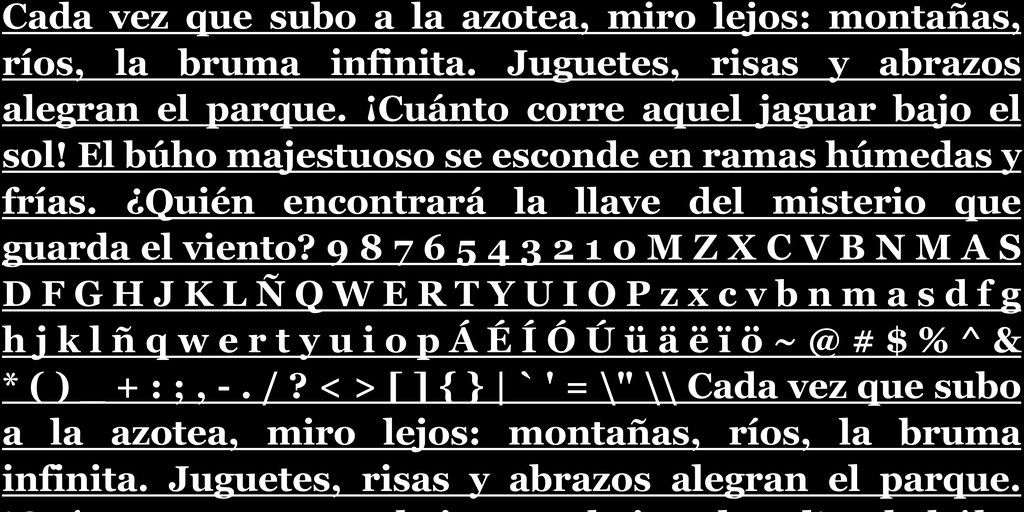 Cada vez que subo a la azotea, miro lejos: montañas,
ríos, la bruma infinita. Juguetes, risas y abrazos
alegran el parque. ¡Cuánto corre aquel jaguar bajo el
sol! El búho majestuoso se esconde en ramas húmedas y
frías. ¿Quién encontrará la llave del misterio que
guarda el viento? 9 8 7 6 5 4 3 2 1 0 M Z X C V B N M A S
D F G H J K L Ñ Q W E R T Y U I O P z x c v b n m a s d f g
h j k l ñ q w e r t y u i o p Á É Í Ó Ú ü ä ë ï ö ~ @ # $ % ^ &
* ( ) _ + : ; , - . / ? < > [ ] { } | ` ' = \" \\ Cada vez que subo
a la azotea, miro lejos: montañas, ríos, la bruma
infinita. Juguetes, risas y abrazos alegran el parque.